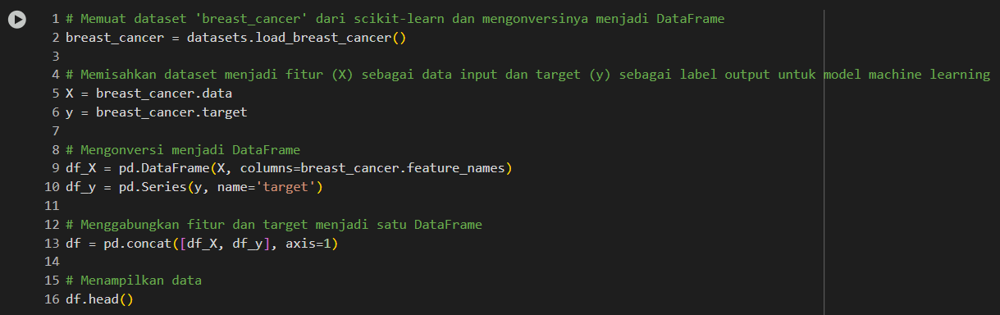 1 # Memuat dataset 'breast_cancer' dari scikit-learn dan mengonversinya menjadi DataFrame
2 breast_cancer = datasets.load_breast_cancer()
3
4 # Memisahkan dataset menjadi fitur (X) sebagai data input dan target (y) sebagai label output untuk model machine learning
5 X = breast_cancer.data
6 y = breast_cancer.target
7
8 # Mengonversi menjadi DataFrame
9 df_X = pd.DataFrame(X, columns=breast_cancer.feature_names)
10 df_y = pd.Series(y, name='target')
11
12 # Menggabungkan fitur dan target menjadi satu DataFrame
13 df = pd.concat([df_X, df_y], axis=1)
14
15 # Menampilkan data
16 df.head()